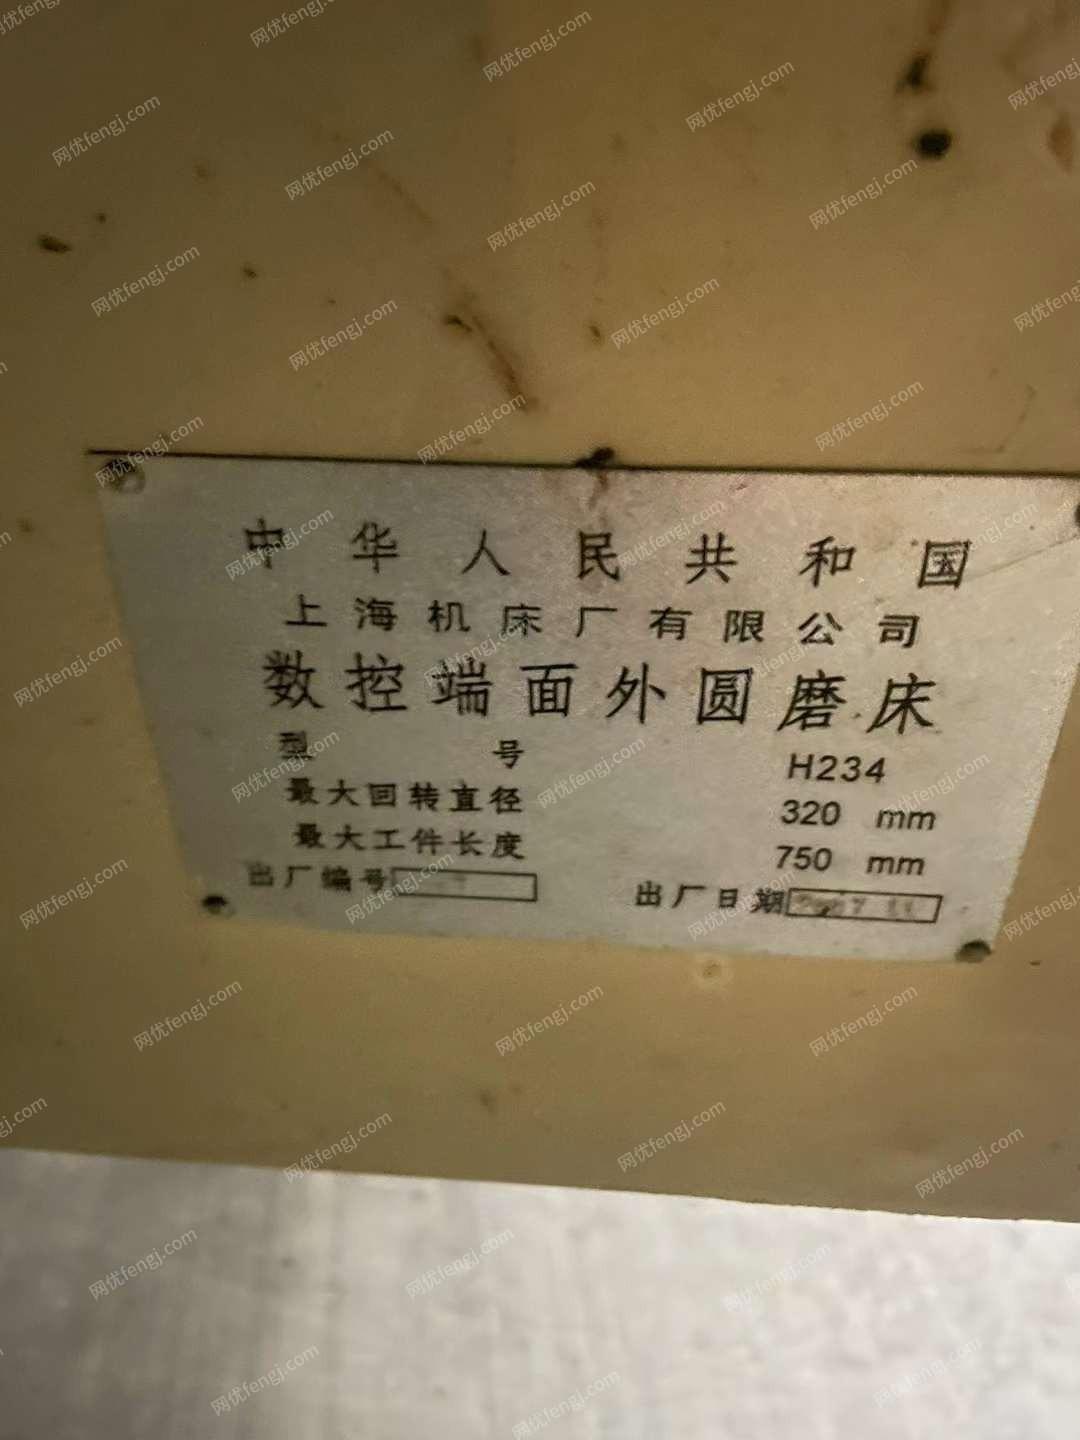 中华人民共和国
上海机床厂有限公司
数控端面外圆磨床
型 号 H234
最大回转直径 320 mm
最大工件长度 750 mm
出厂编号 出厂日期
网优fengj.com